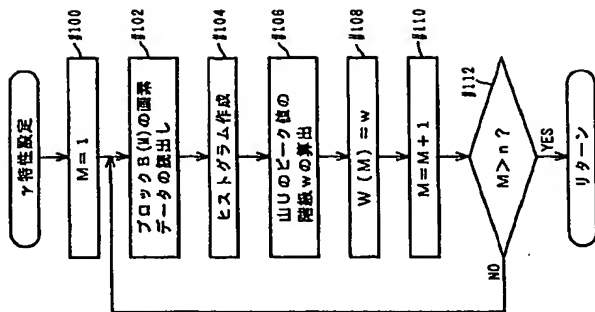 γ特性設定
M=1
#100
ブロックB(M)の画素
データの読出し
#102
ヒストグラム作成
#104
山Uのピーク値の
階級wの算出
#106
W(M)=w
#108
M=M+1
#110
M>n?
#112
NO
YES
リターン